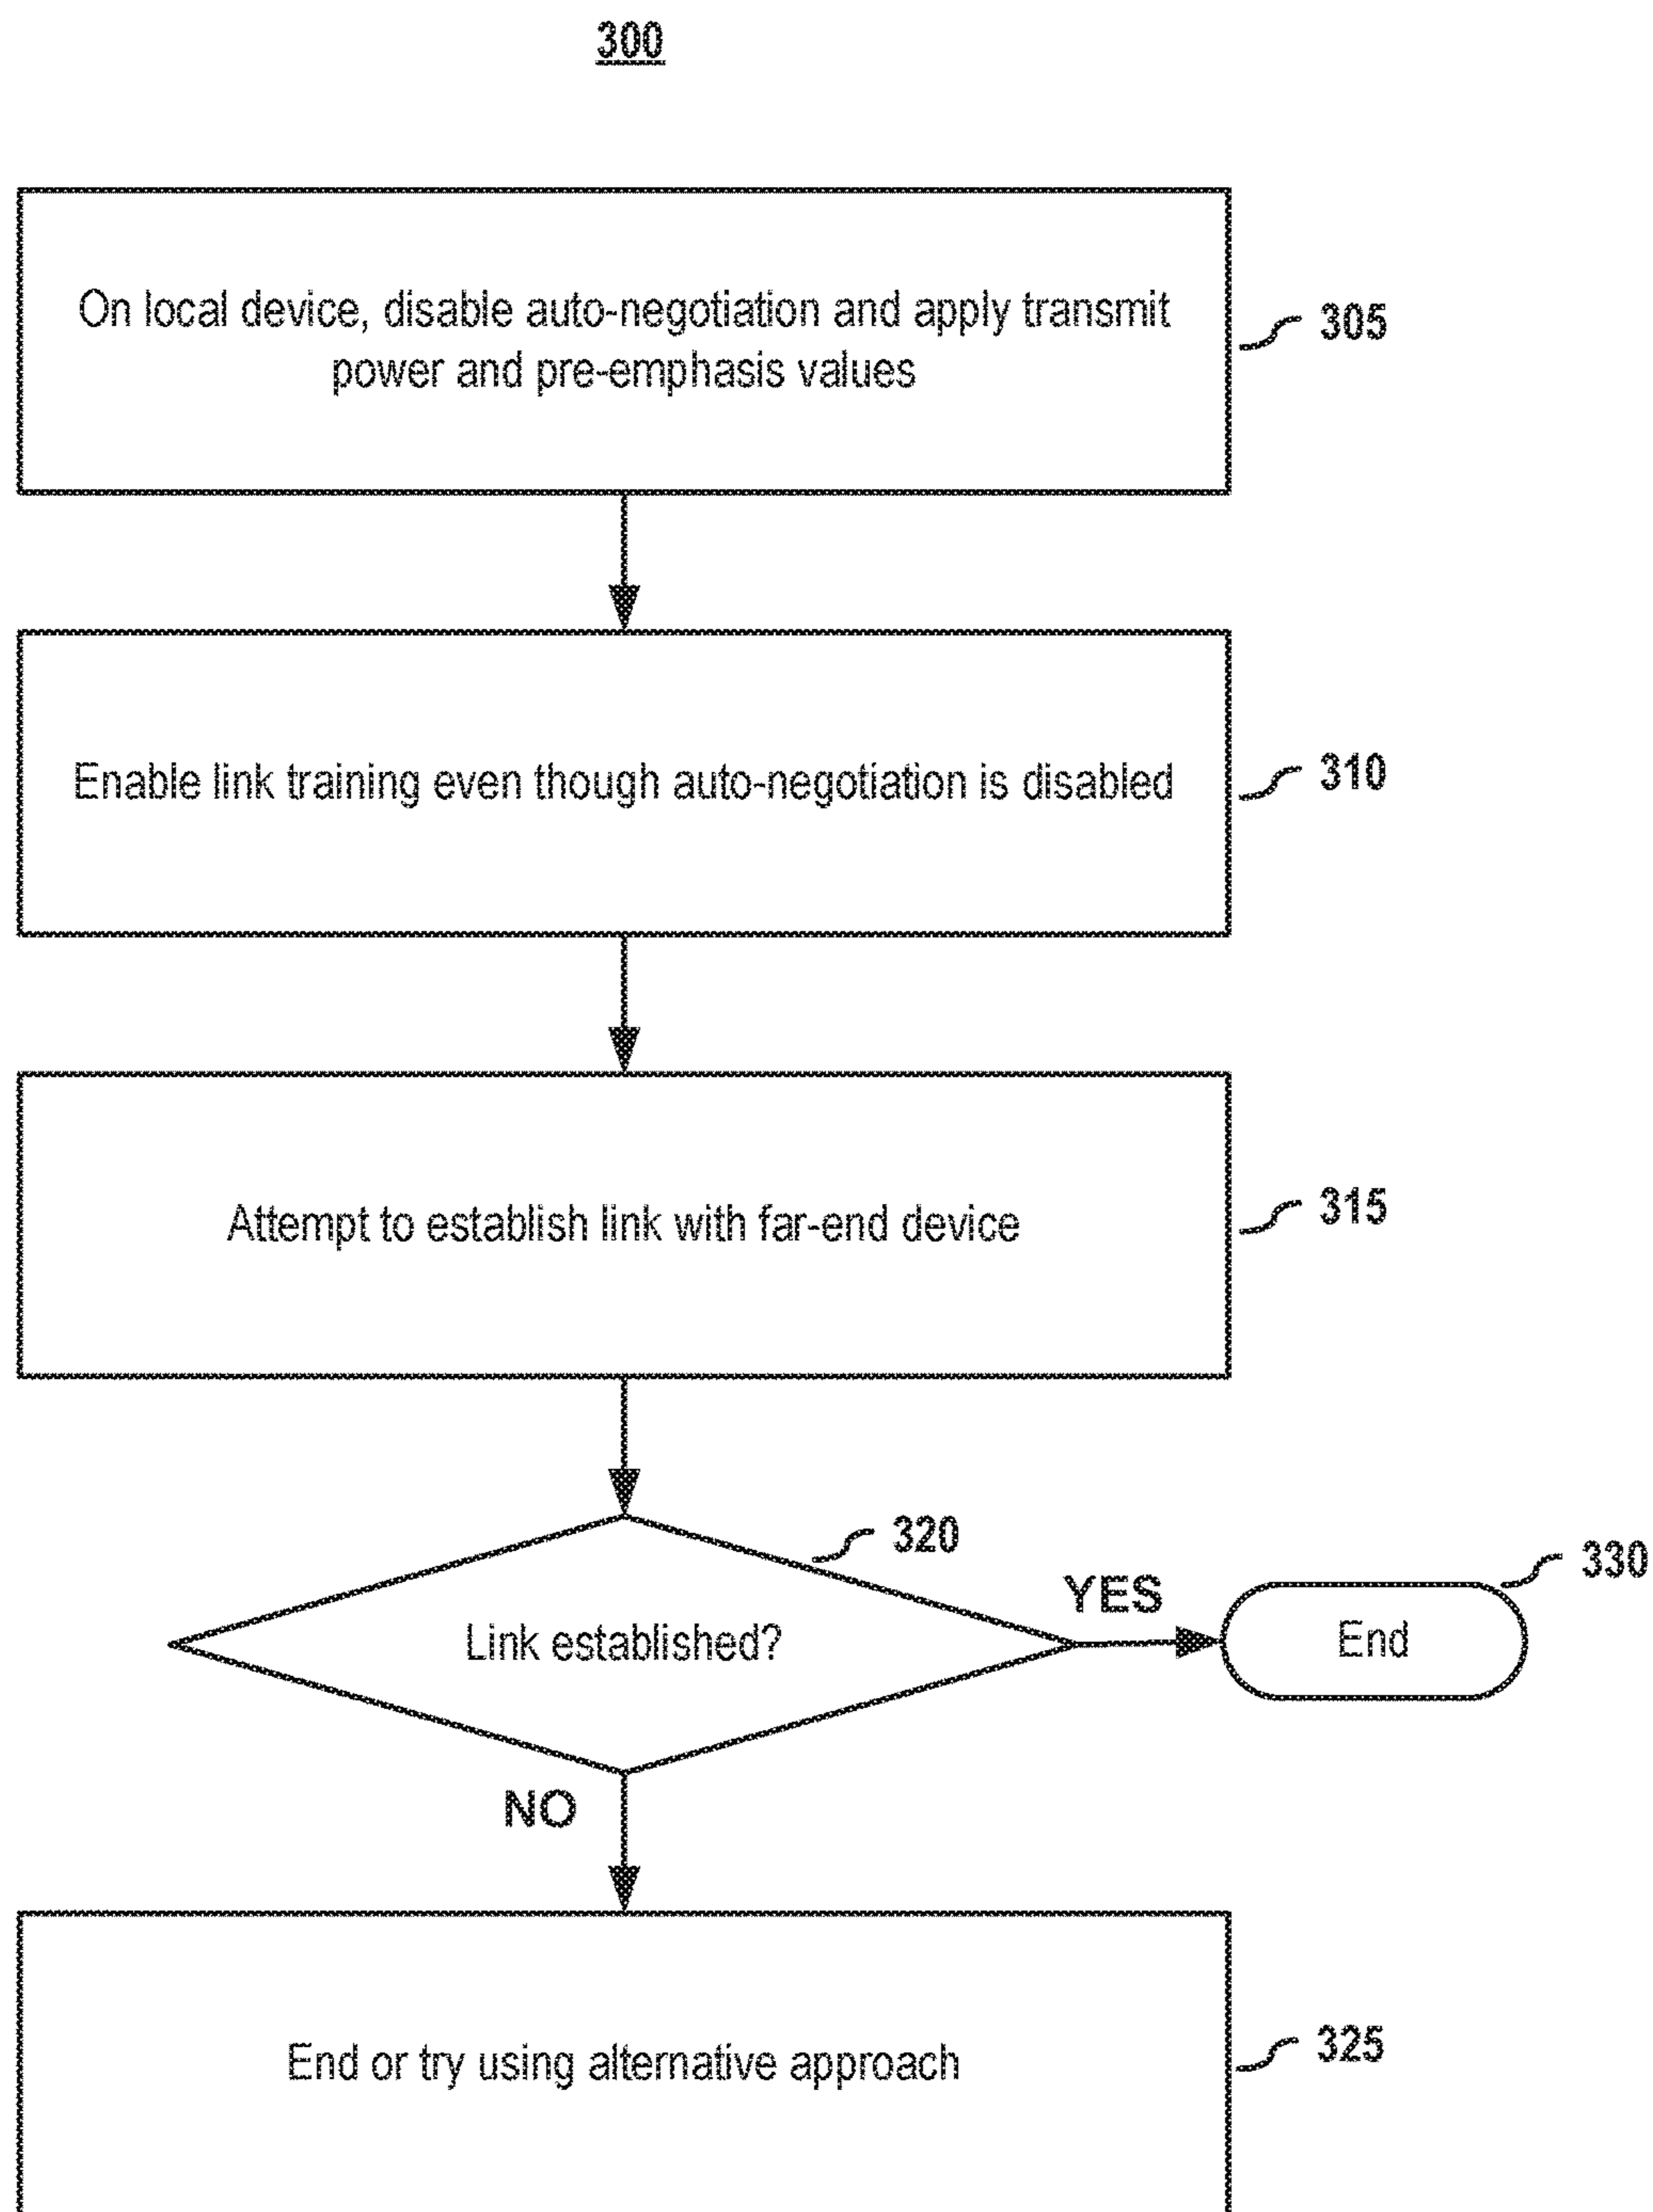 300
On local device, disable auto-negotiation and apply transmit
power and pre-emphasis values
305
Enable link training even though auto-negotiation is disabled
310
Attempt to establish link with far-end device
315
320
330
YES
Link established?
End
NO
End or try using alternative approach
325